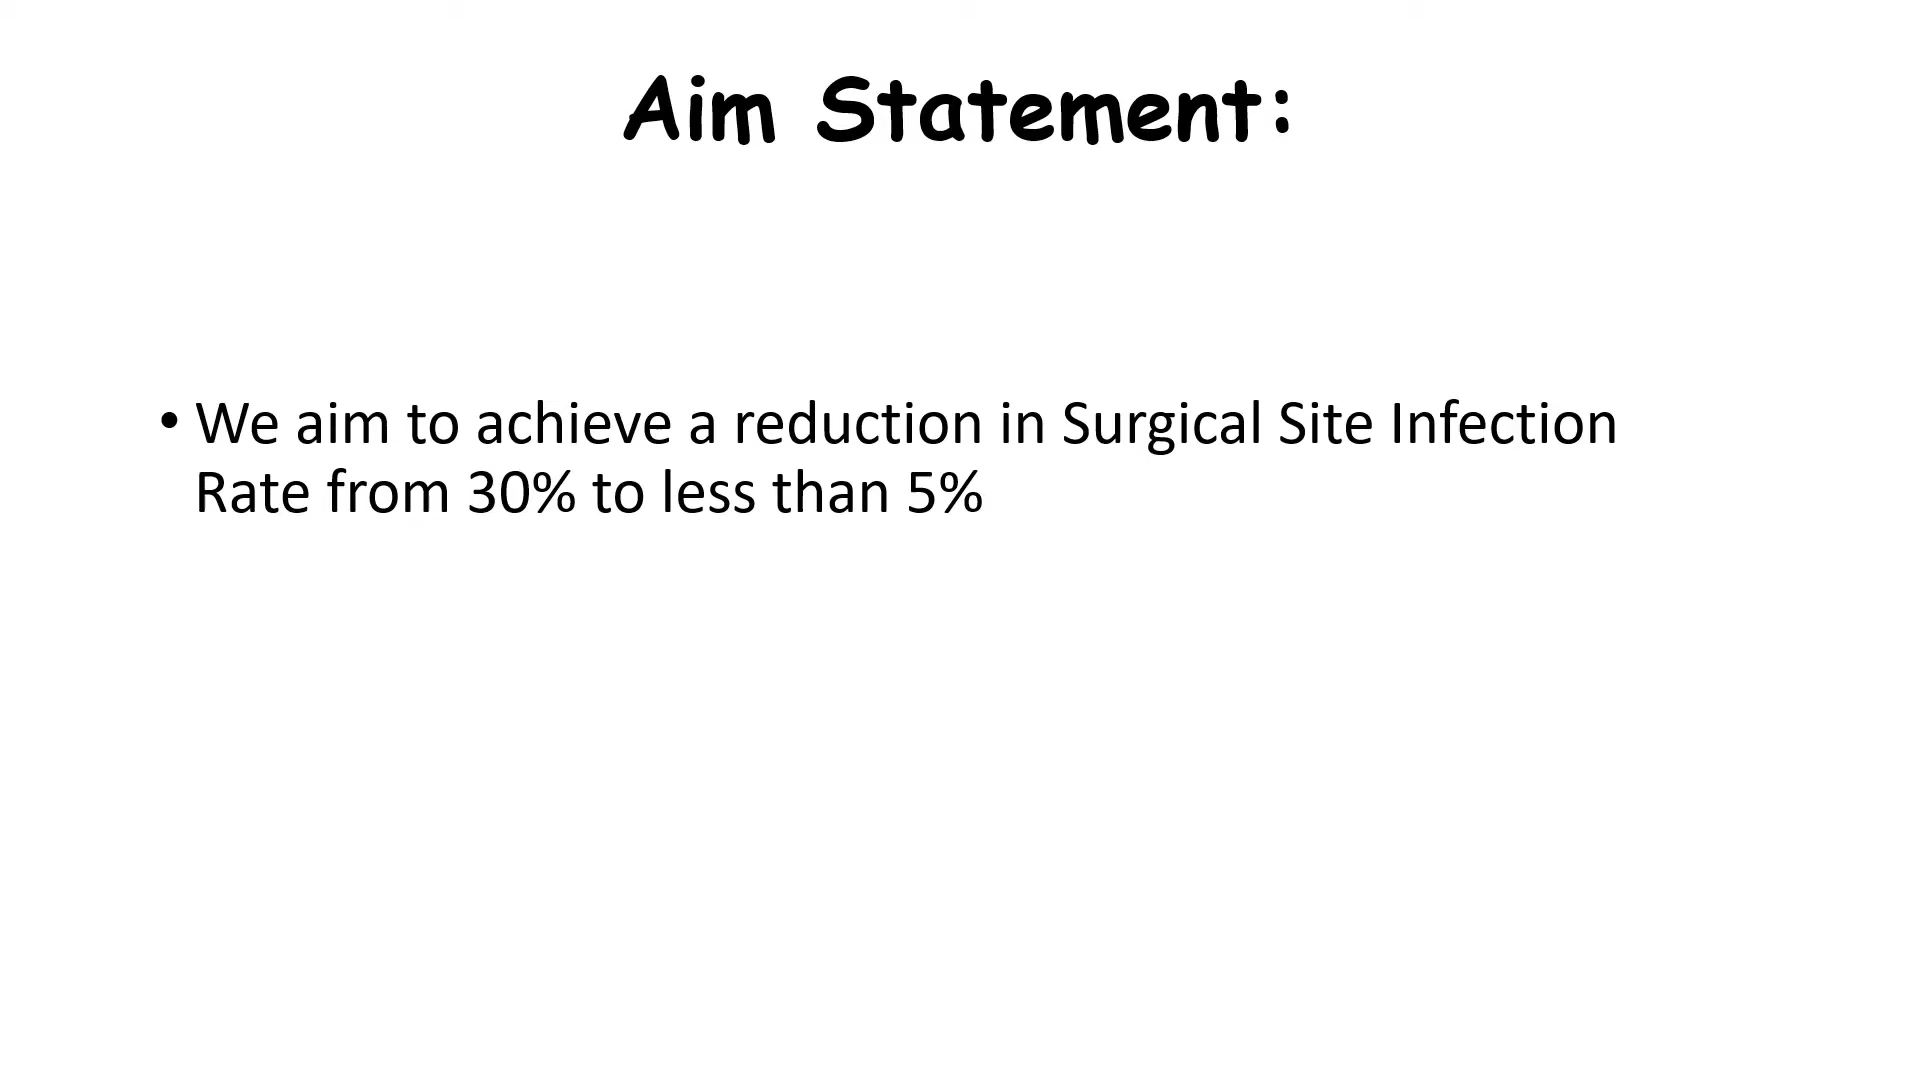 Aim Statement:
• We aim to achieve a reduction in Surgical Site Infection
Rate from 30% to less than 5%